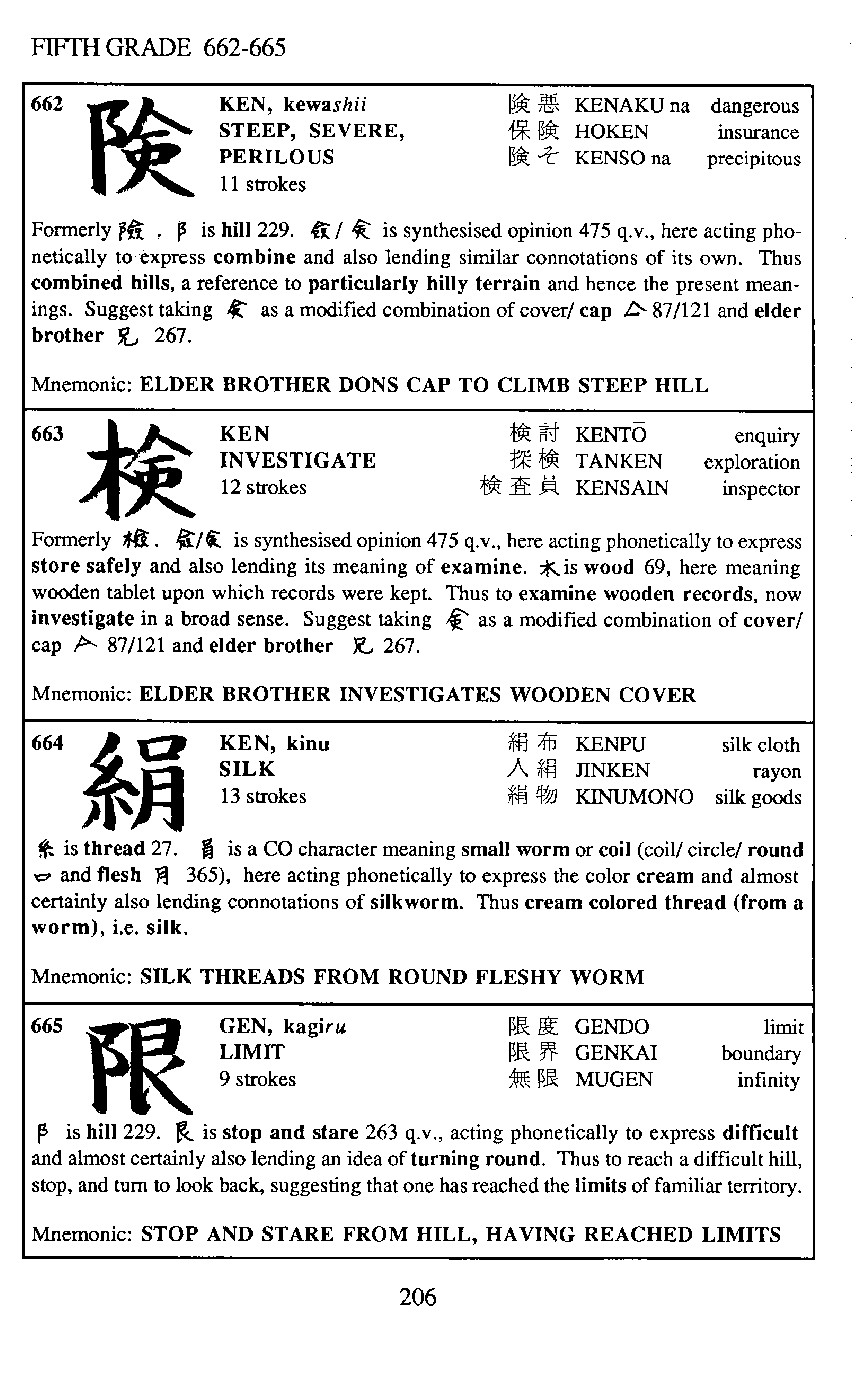 FIFTH GRADE 662-665
662 険 KEN, kewashii 険悪 KENAKU na dangerous
STEEP, SEVERE, 保険 HOKEN insurance
PERILOUS 険そ KENSO na precipitous
11 strokes
Formerly 險. 阝 is hill 229. 僉/㑒 is synthesised opinion 475 q.v., here acting pho-
netically to express combine and also lending similar connotations of its own. Thus
combined hills, a reference to particularly hilly terrain and hence the present mean-
ings. Suggest taking 㑒 as a modified combination of cover/ cap 亼 87/121 and elder
brother 兄 267.
Mnemonic: ELDER BROTHER DONS CAP TO CLIMB STEEP HILL
663 検 KEN 検討 KENTŌ enquiry
INVESTIGATE 探検 TANKEN exploration
12 strokes 検査員 KENSAIN inspector
Formerly 檢. 僉/㑒 is synthesised opinion 475 q.v., here acting phonetically to express
store safely and also lending its meaning of examine. 木 is wood 69, here meaning
wooden tablet upon which records were kept. Thus to examine wooden records, now
investigate in a broad sense. Suggest taking 㑒 as a modified combination of cover/
cap 亼 87/121 and elder brother 兄 267.
Mnemonic: ELDER BROTHER INVESTIGATES WOODEN COVER
664 絹 KEN, kinu 絹布 KENPU silk cloth
SILK 人絹 JINKEN rayon
13 strokes 絹物 KINUMONO silk goods
糸 is thread 27. 肙 is a CO character meaning small worm or coil (coil/ circle/ round
口 and flesh 月 365), here acting phonetically to express the color cream and almost
certainly also lending connotations of silkworm. Thus cream colored thread (from a
worm), i.e. silk.
Mnemonic: SILK THREADS FROM ROUND FLESHY WORM
665 限 GEN, kagiru 限度 GENDO limit
LIMIT 限界 GENKAI boundary
9 strokes 無限 MUGEN infinity
阝 is hill 229. 艮 is stop and stare 263 q.v., acting phonetically to express difficult
and almost certainly also lending an idea of turning round. Thus to reach a difficult hill,
stop, and turn to look back, suggesting that one has reached the limits of familiar territory.
Mnemonic: STOP AND STARE FROM HILL, HAVING REACHED LIMITS
206